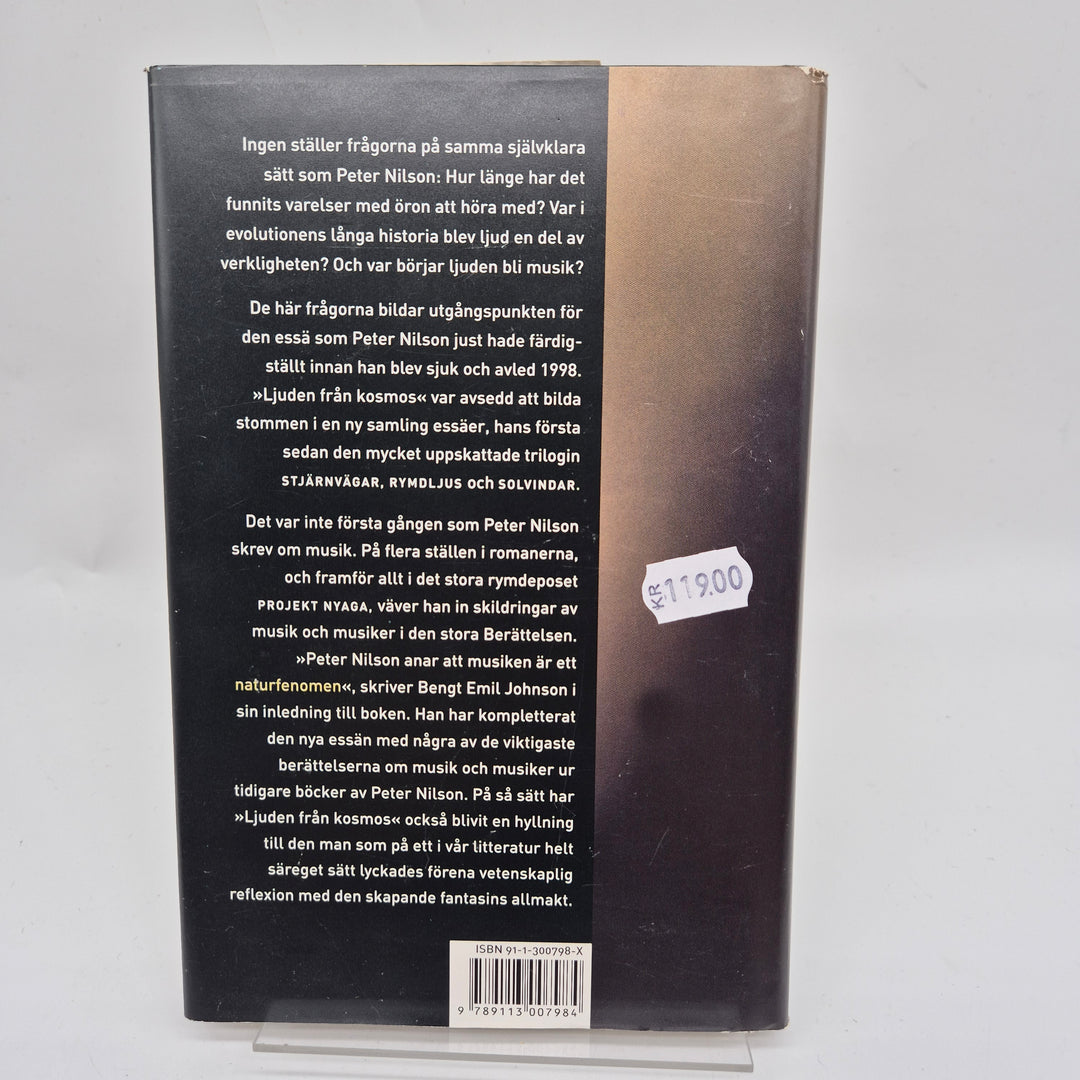 Ingen ställer frågorna på samma självklara
sätt som Peter Nilson: Hur länge har det
funnits varelser med öron att höra med? Var i
evolutionens långa historia blev ljud en del av
verkligheten? Och var börjar ljuden bli musik?
De här frågorna bildar utgångspunkten för
den essä som Peter Nilson just hade färdig-
ställt innan han blev sjuk och avled 1998.
»Ljuden från kosmos« var avsedd att bilda
stommen i en ny samling essäer, hans första
sedan den mycket uppskattade trilogin
STJÄRNVÄGAR, RYMDLJUS och SOLVINDAR.
Det var inte första gången som Peter Nilson
skrev om musik. På flera ställen i romanerna,
och framför allt i det stora rymdeposet
PROJEKT NYAGA, väver han in skildringar av
musik och musiker i den stora Berättelsen.
»Peter Nilson anar att musiken är ett
naturfenomen«, skriver Bengt Emil Johnson i
sin inledning till boken. Han har kompletterat
den nya essän med några av de viktigaste
berättelserna om musik och musiker ur
tidigare böcker av Peter Nilson. På så sätt har
»Ljuden från kosmos« också blivit en hyllning
till den man som på ett i vår litteratur helt
säreget sätt lyckades förena vetenskaplig
reflexion med den skapande fantasins allmakt.
KR 119.00
ISBN 91-1-300798-X
9 789113 007984